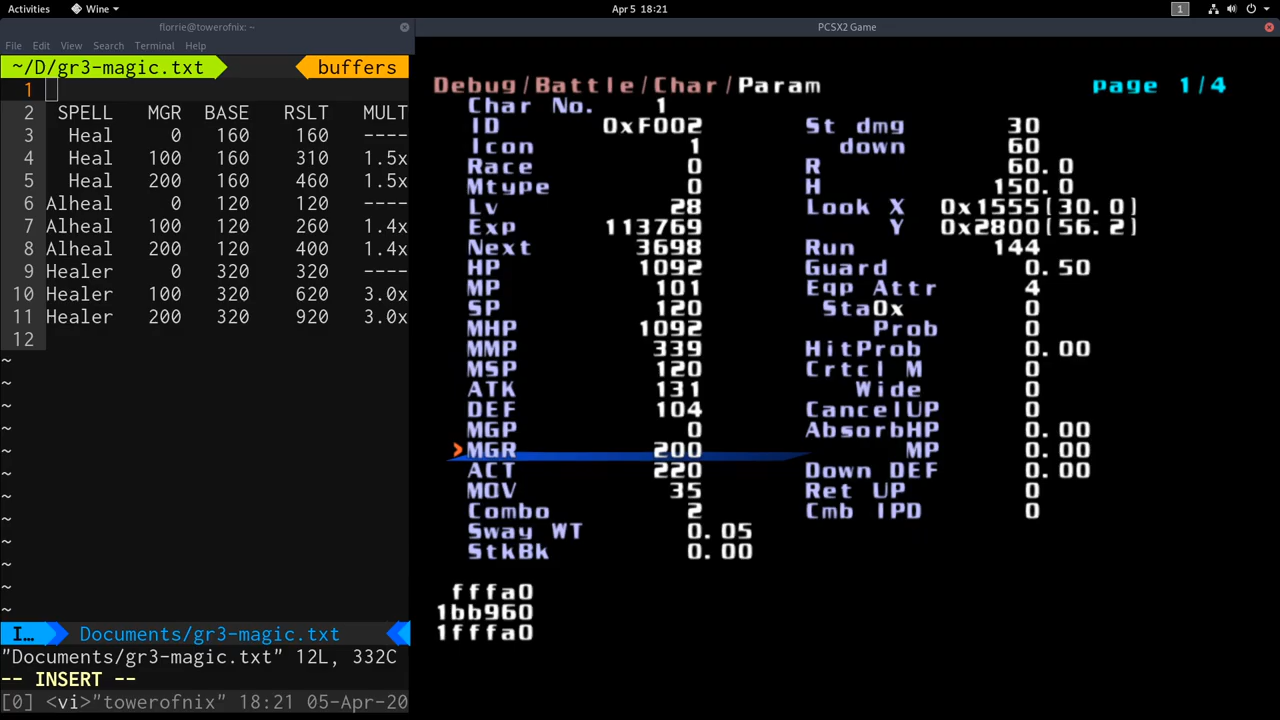 Activities Wine Apr 5 18:21 1
florrie@towerofnix: ~
File Edit View Search Terminal Help
~/D/gr3-magic.txt buffers
1
2 SPELL MGR BASE RSLT MULT
3 Heal 0 160 160 ----
4 Heal 100 160 310 1.5x
5 Heal 200 160 460 1.5x
6 Alheal 0 120 120 ----
7 Alheal 100 120 260 1.4x
8 Alheal 200 120 400 1.4x
9 Healer 0 320 320 ----
10 Healer 100 320 620 3.0x
11 Healer 200 320 920 3.0x
12
~
~
~
~
~
~
~
~
~
~
~
~
I… Documents/gr3-magic.txt
"Documents/gr3-magic.txt" 12L, 332C
-- INSERT --
[0] <vi>"towerofnix" 18:21 05-Apr-20
PCSX2 Game
Debug/Battle/Char/Param page 1/4
Char No. 1
ID 0xF002 St dmg 30
Icon 1 down 60
Race 0 R 60.0
Mtype 0 H 150.0
Lv 28 Look X 0x1555[30.0]
Exp 113769 Y 0x2800[56.2]
Next 3698 Run 144
HP 1092 Guard 0.50
MP 101 Eqp Attr 4
SP 120 Sta0x 0
MHP 1092 Prob 0
MMP 339 HitProb 0.00
MSP 120 Crtcl M 0
ATK 131 Wide 0
DEF 104 CancelUP 0
MGP 0 AbsorbHP 0.00
>MGR 200 MP 0.00
ACT 220 Down DEF 0.00
MOV 35 Ret UP 0
Combo 2 Cmb IPD 0
Sway WT 0.05
StkBk 0.00
fffa0
1bb960
1fffa0